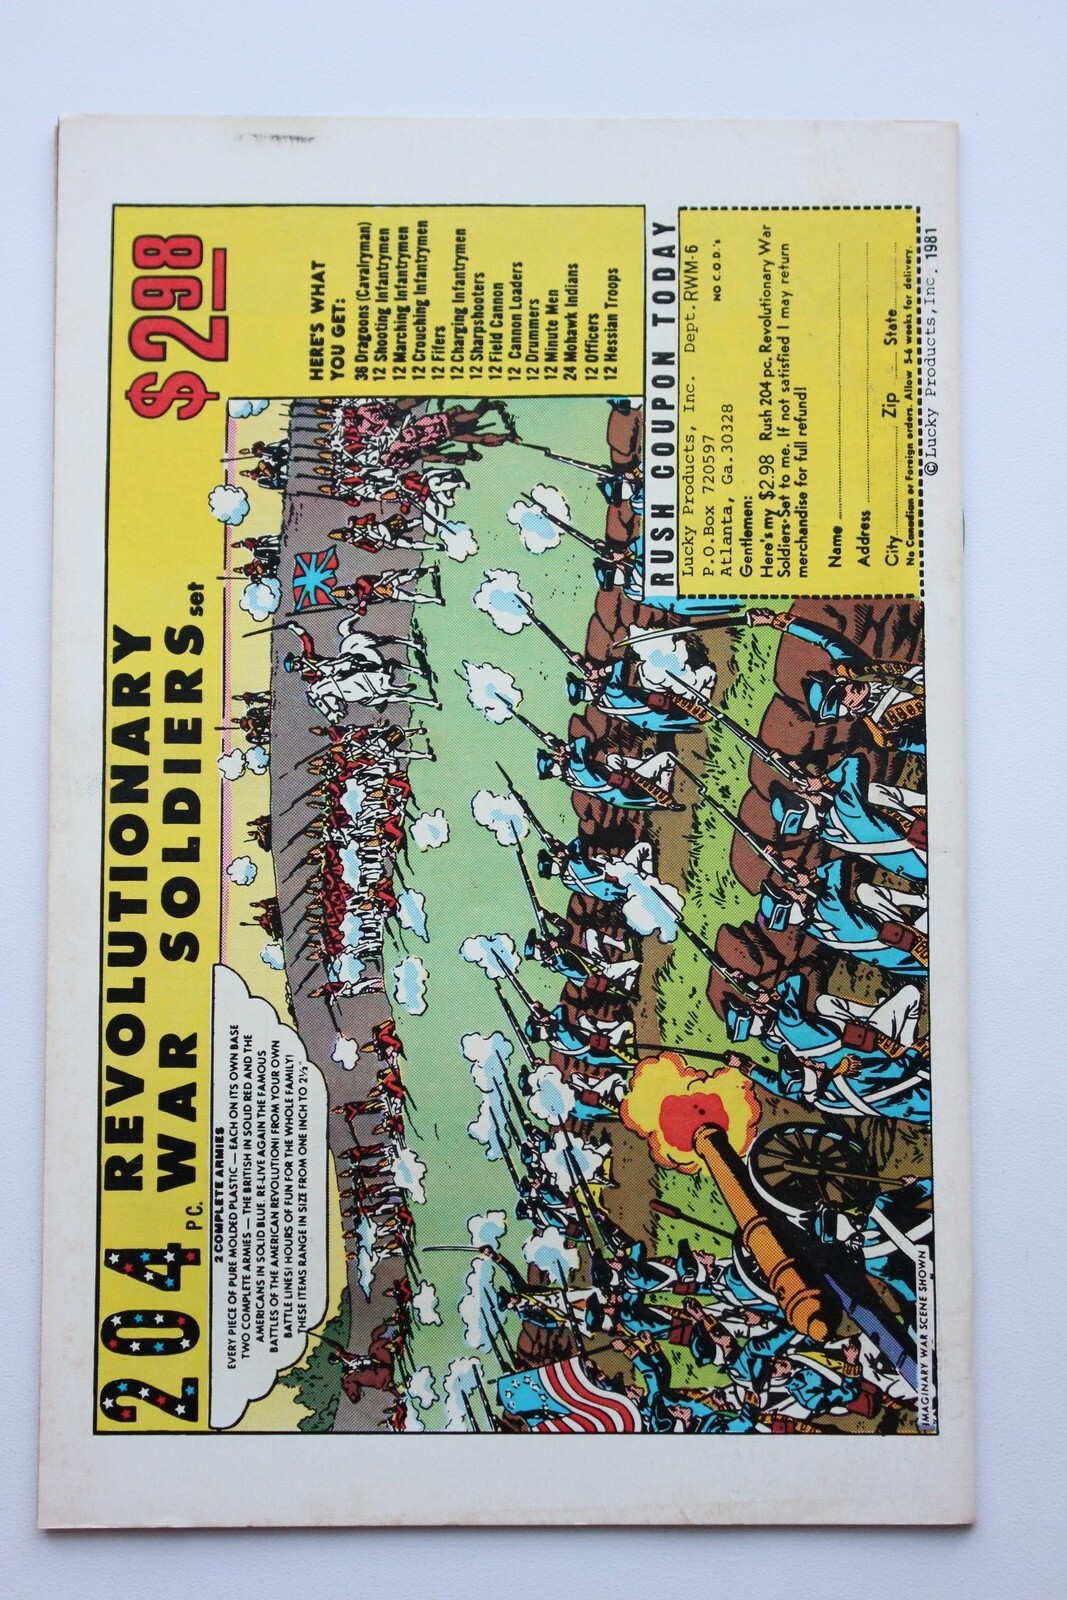 204 PC. REVOLUTIONARY
WAR SOLDIERS set
$298
2 COMPLETE ARMIES
EVERY PIECE OF PURE MOLDED PLASTIC — EACH ON ITS OWN BASE
TWO COMPLETE ARMIES — THE BRITISH IN SOLID RED AND THE
AMERICANS IN SOLID BLUE. RE-LIVE AGAIN THE FAMOUS
BATTLES OF THE AMERICAN REVOLUTION! FROM YOUR OWN
BATTLE LINES! HOURS OF FUN FOR THE WHOLE FAMILY!
THESE ITEMS RANGE IN SIZE FROM ONE INCH TO 2½"
HERE'S WHAT
YOU GET:
36 Dragoons (Cavalryman)
12 Shooting Infantrymen
12 Marching Infantrymen
12 Crouching Infantrymen
12 Fifers
12 Charging Infantrymen
12 Sharpshooters
12 Field Cannon
12 Cannon Loaders
12 Drummers
12 Minute Men
24 Mohawk Indians
12 Officers
12 Hessian Troops
RUSH COUPON TODAY
Lucky Products, Inc. Dept. RWM-6
P.O. Box 720597
NO C.O.D.'s
Atlanta, Ga. 30328
Gentlemen:
Here's my $2.98 Rush 204 pc. Revolutionary War
Soldiers Set to me. If not satisfied I may return
merchandise for full refund!
Name
Address
City Zip State
No Canadian or Foreign orders. Allow 5-6 weeks for delivery.
© Lucky Products, Inc. 1981
IMAGINARY WAR SCENE SHOWN